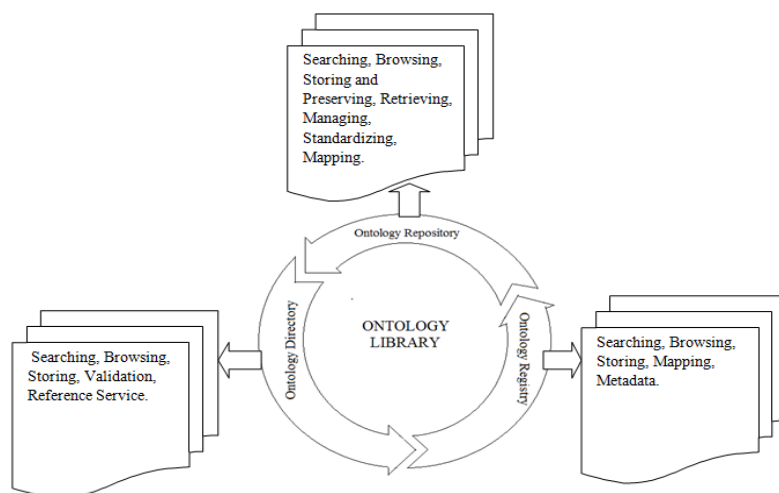 Searching, Browsing,
Storing and
Preserving, Retrieving,
Managing,
Standardizing,
Mapping.
Ontology Repository
Ontology Directory
ONTOLOGY
LIBRARY
Ontology Registry
Searching, Browsing,
Storing, Validation,
Reference Service.
Searching, Browsing,
Storing, Mapping,
Metadata.